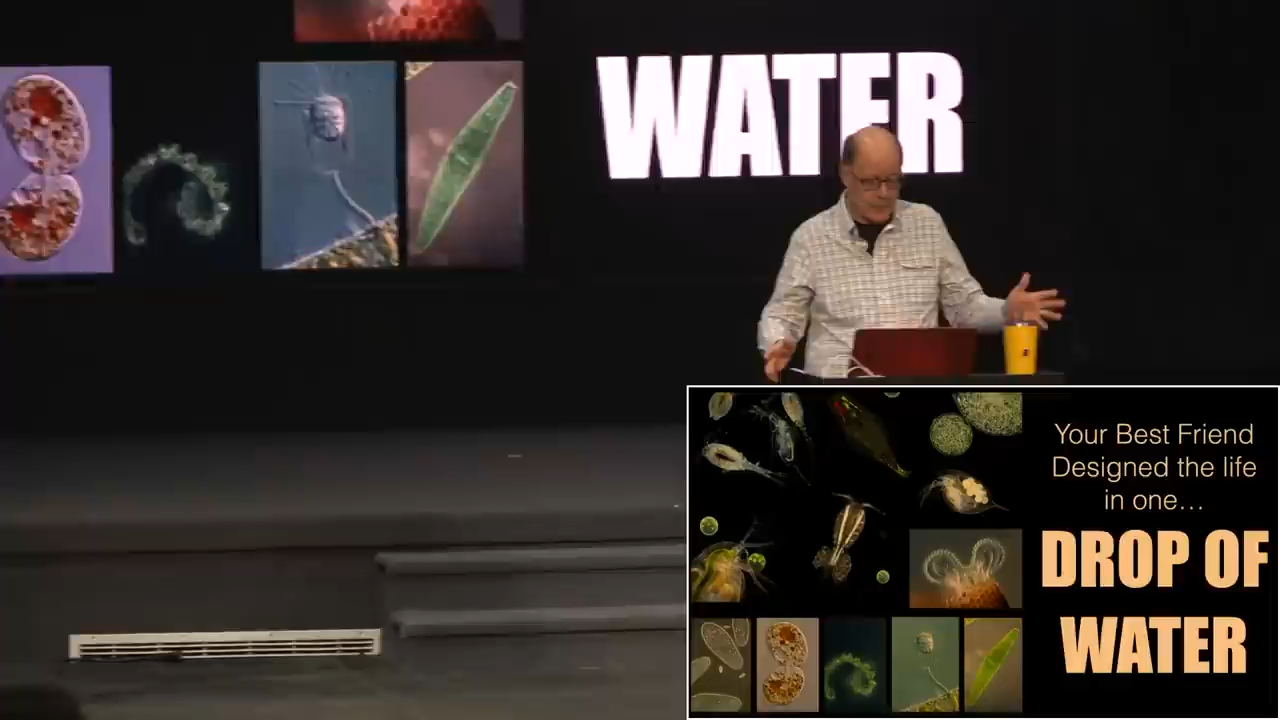 WATER
Your Best Friend
Designed the life
in one…
DROP OF
WATER